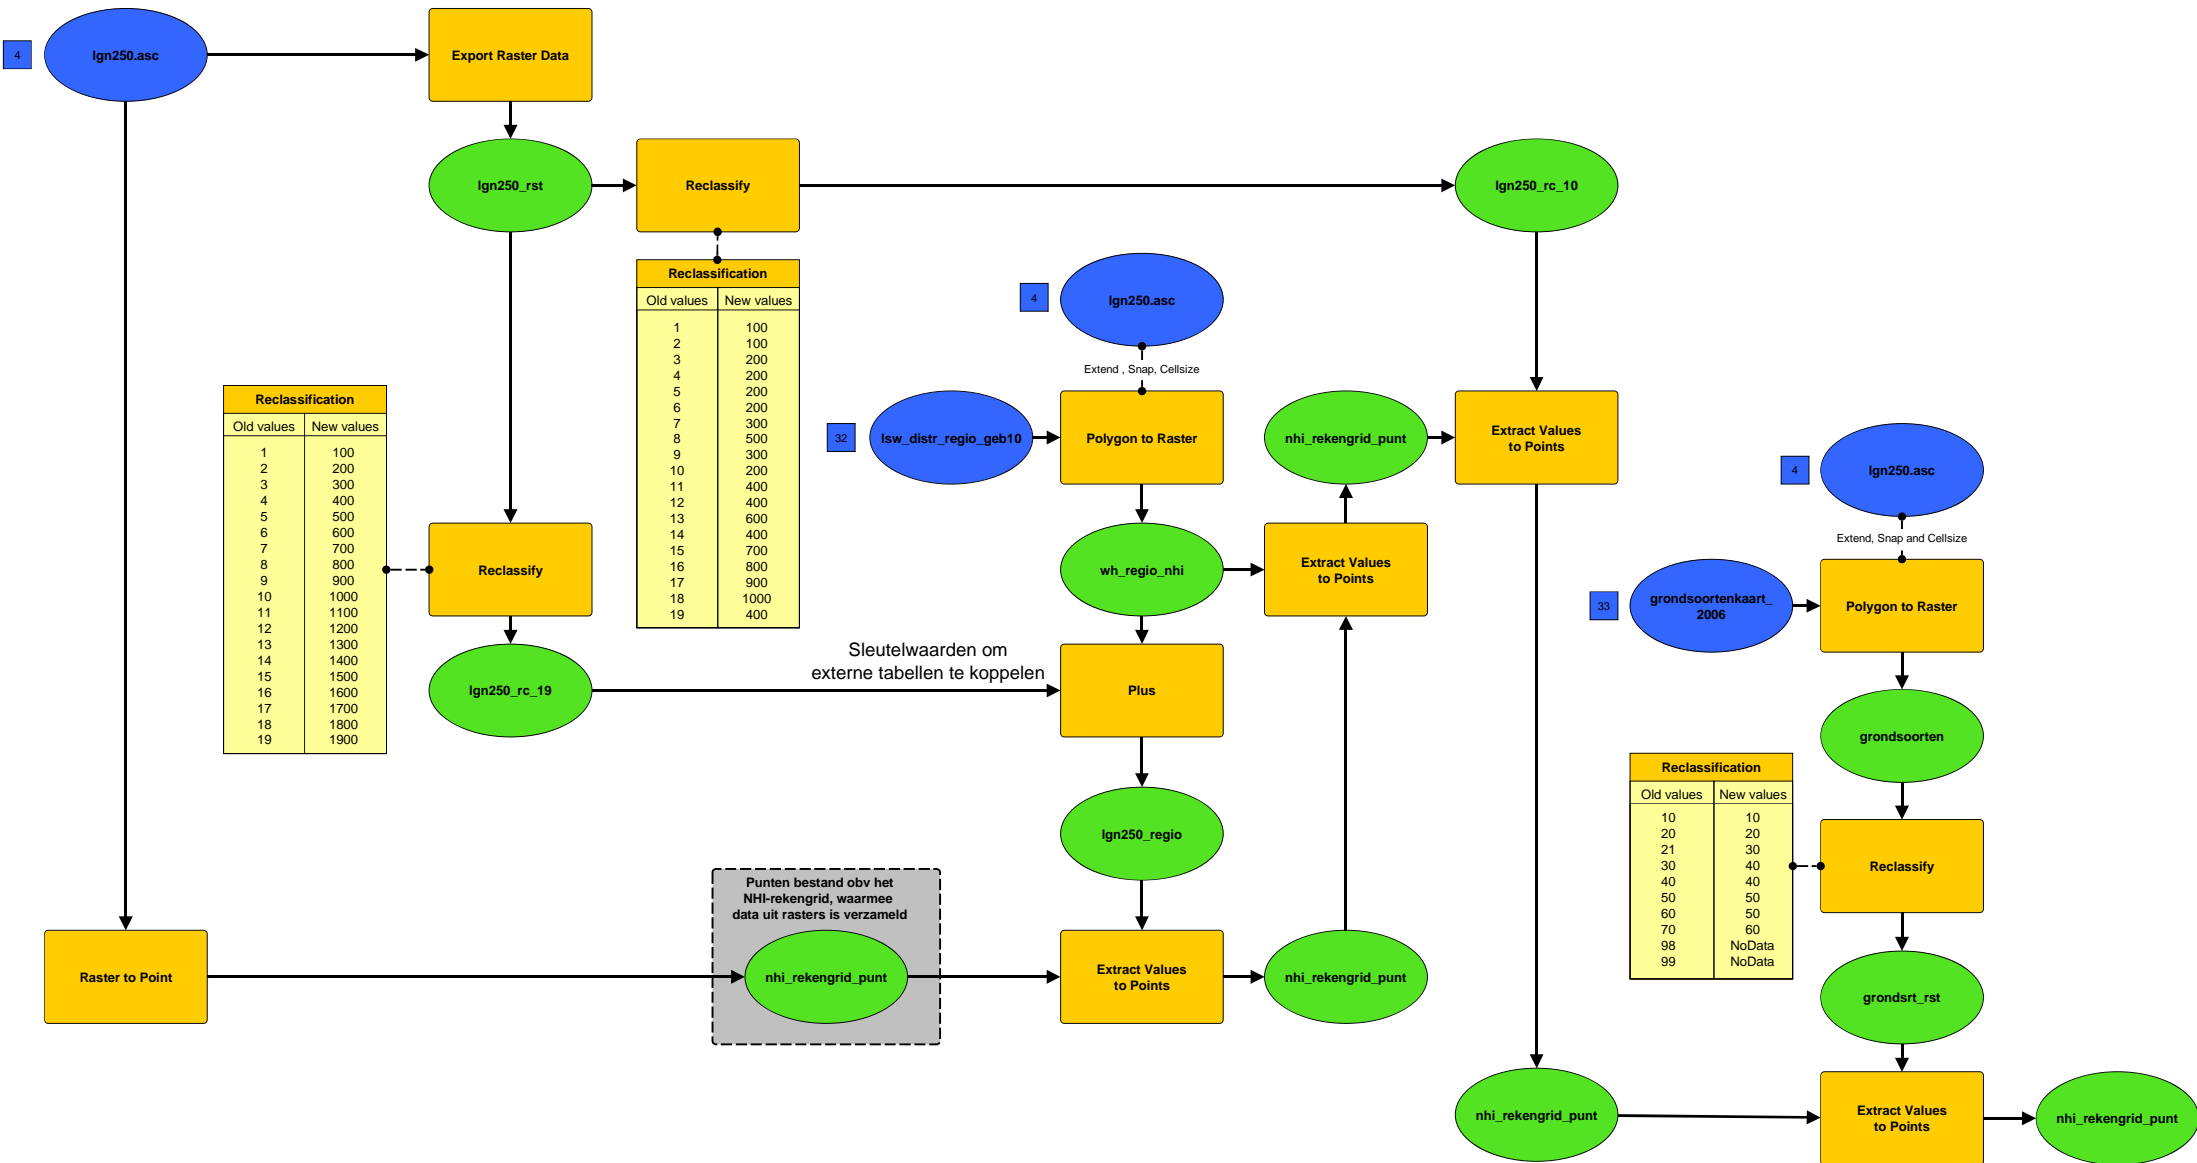 4
lgn250.asc
Export Raster Data
lgn250_rst
Reclassify
lgn250_rc_10
Reclassification
Old values New values
1 100
2 100
3 200
4 200
5 200
6 200
7 300
8 500
9 300
10 200
11 400
12 400
13 600
14 400
15 700
16 800
17 900
18 1000
19 400
4
lgn250.asc
Extend , Snap, Cellsize
32
lsw_distr_regio_geb10
Polygon to Raster
nhi_rekengrid_punt
Extract Values
to Points
Reclassification
Old values New values
1 100
2 200
3 300
4 400
5 500
6 600
7 700
8 800
9 900
10 1000
11 1100
12 1200
13 1300
14 1400
15 1500
16 1600
17 1700
18 1800
19 1900
Reclassify
wh_regio_nhi
Extract Values
to Points
lgn250_rc_19
Sleutelwaarden om
externe tabellen te koppelen
Plus
lgn250_regio
4
lgn250.asc
Extend, Snap and Cellsize
33
grondsoortenkaart_
2006
Polygon to Raster
grondsoorten
Reclassification
Old values New values
10 10
20 20
21 30
30 40
40 40
50 50
60 50
70 60
98 NoData
99 NoData
Reclassify
grondsrt_rst
Raster to Point
Punten bestand obv het
NHI-rekengrid, waarmee
data uit rasters is verzameld
nhi_rekengrid_punt
Extract Values
to Points
nhi_rekengrid_punt
nhi_rekengrid_punt
Extract Values
to Points
nhi_rekengrid_punt